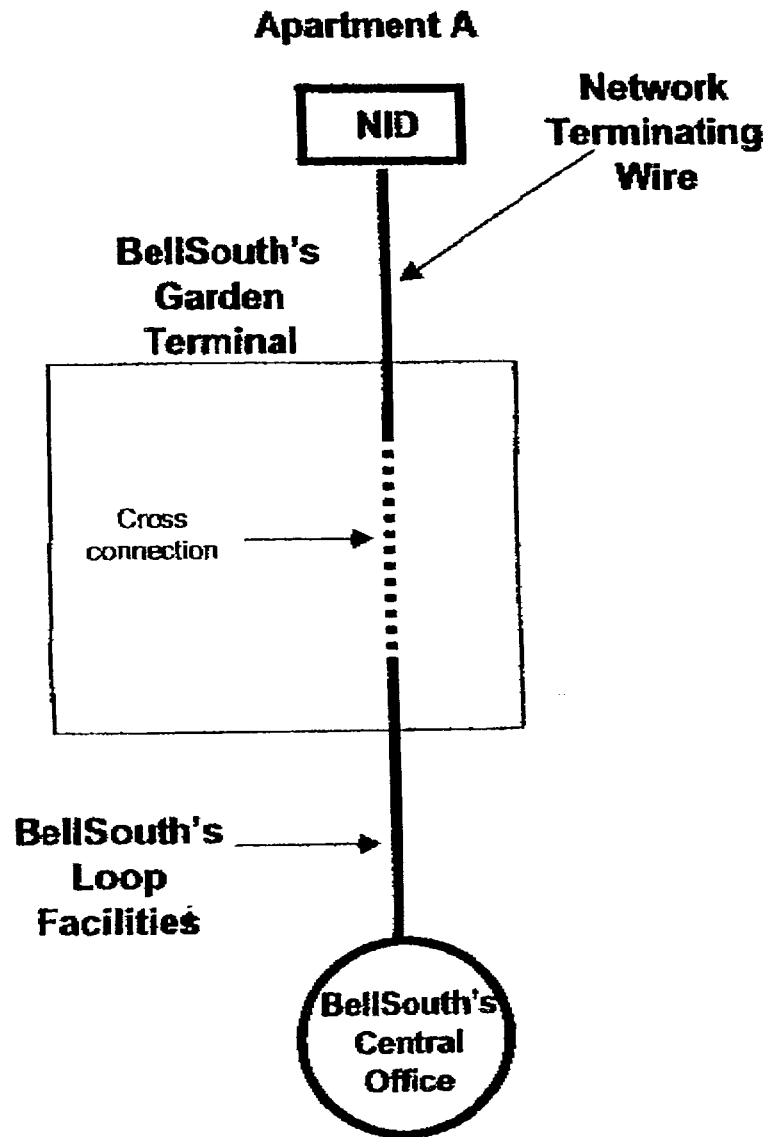 Apartment A
NID
Network
Terminating
Wire
BellSouth's
Garden
Terminal
Cross
connection
BellSouth's
Loop
Facilities
BellSouth's
Central
Office